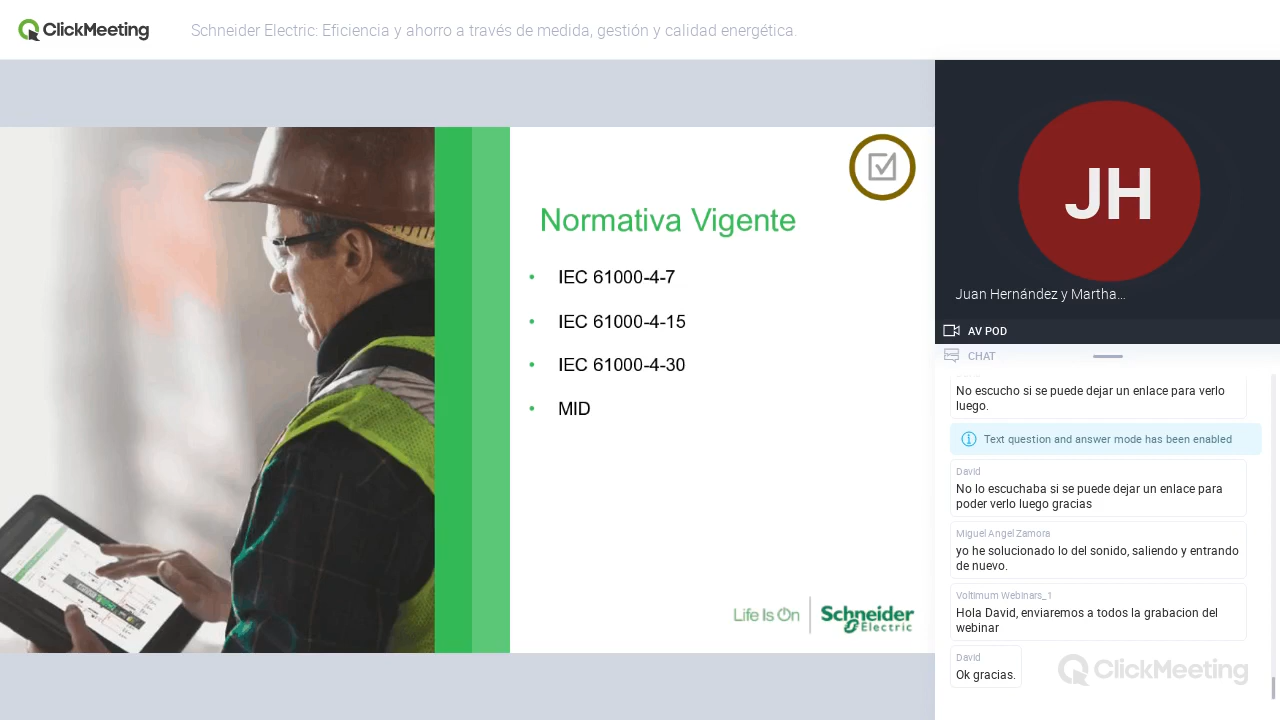 ClickMeeting
Schneider Electric: Eficiencia y ahorro a través de medida, gestión y calidad energética.
Normativa Vigente
• IEC 61000-4-7
• IEC 61000-4-15
• IEC 61000-4-30
• MID
Life Is On
Schneider
Electric
JH
Juan Hernández y Martha...
AV POD
CHAT
No escucho si se puede dejar un enlace para verlo
luego.
Text question and answer mode has been enabled
David
No lo escuchaba si se puede dejar un enlace para
poder verlo luego gracias
Miguel Angel Zamora
yo he solucionado lo del sonido, saliendo y entrando
de nuevo.
Voltimum Webinars_1
Hola David, enviaremos a todos la grabacion del
webinar
David
Ok gracias.
ClickMeeting